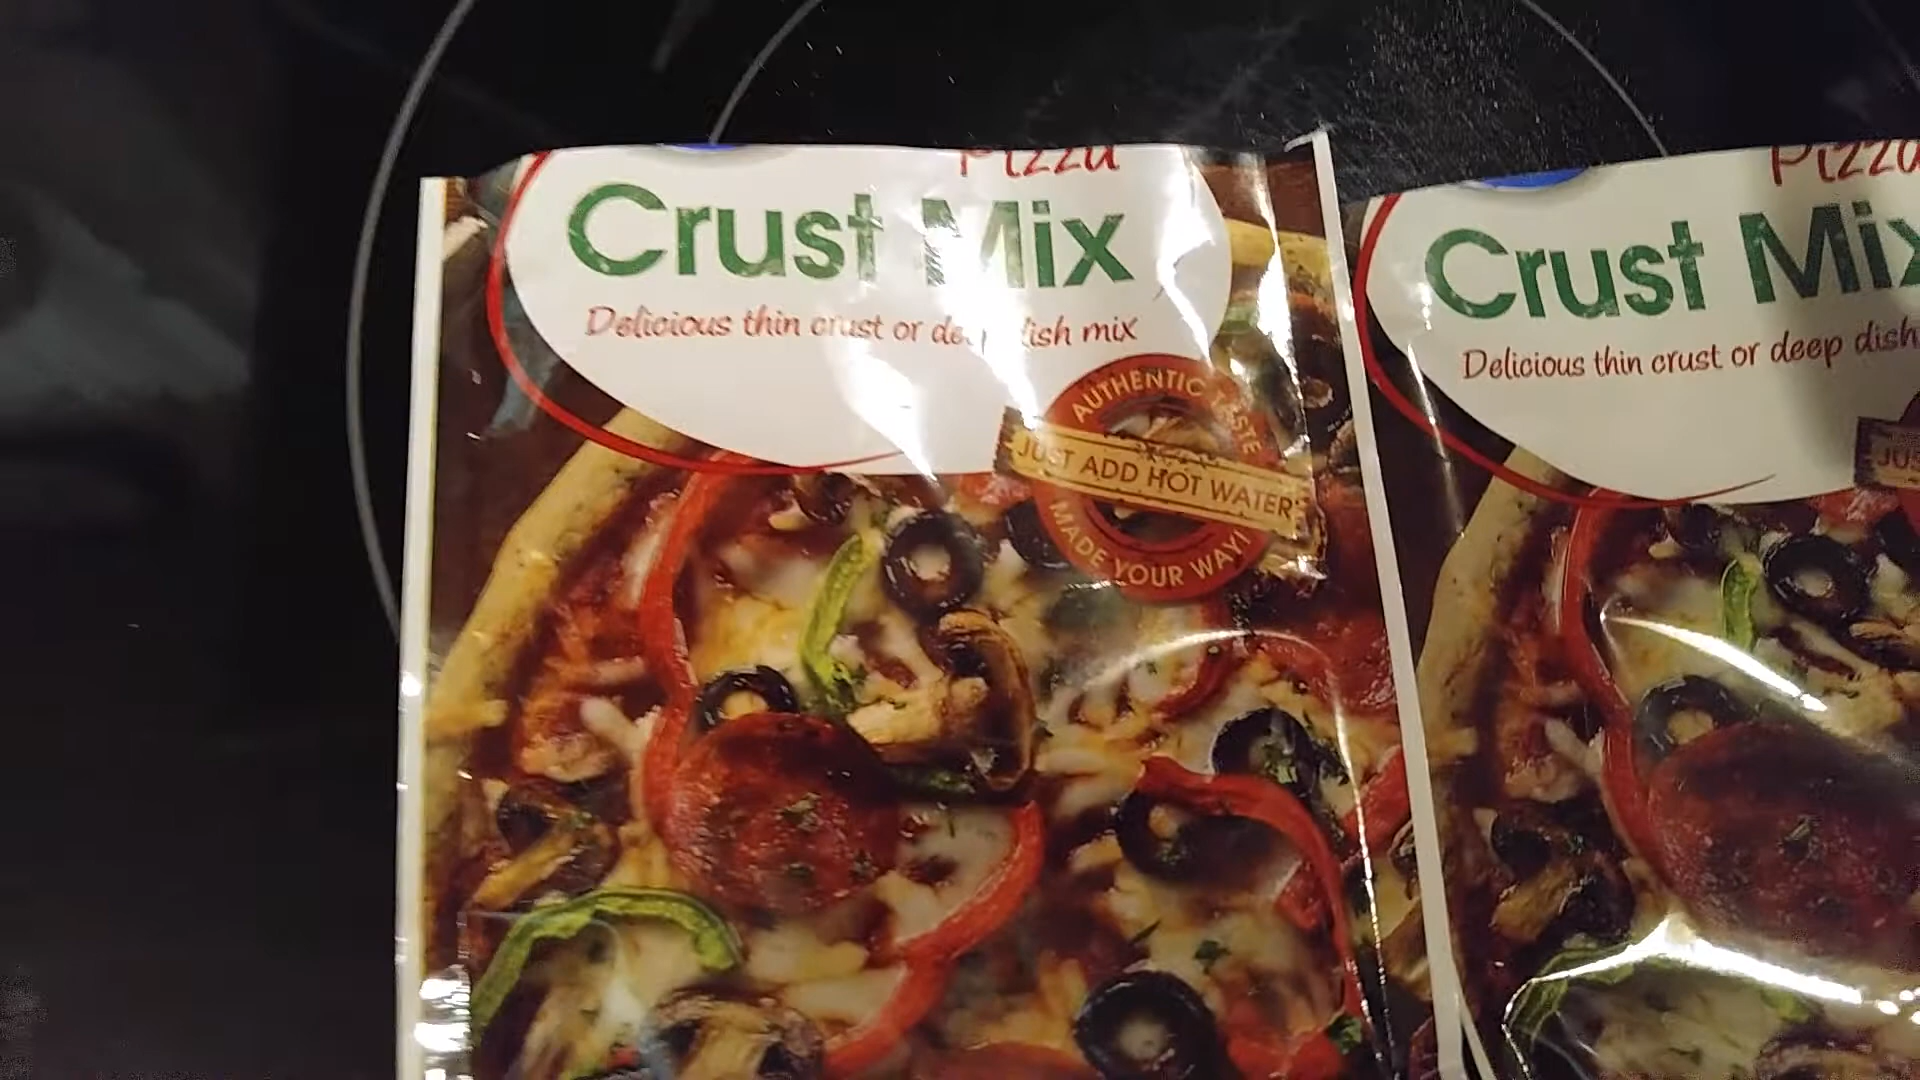 Pizza
Crust Mix
Delicious thin crust or dish mix
AUTHENTIC TASTE
JUST ADD HOT WATER
MADE YOUR WAY!
Pizza
Crust Mix
Delicious thin crust or deep dish